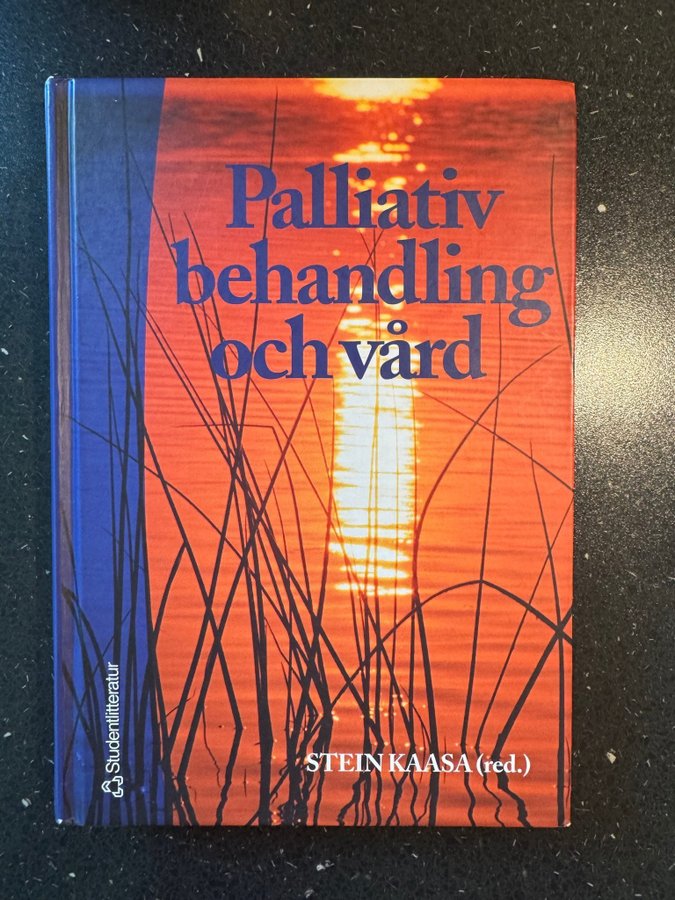 Palliativ
behandling
och vård
STEIN KAASA (red.)
Studentlitteratur